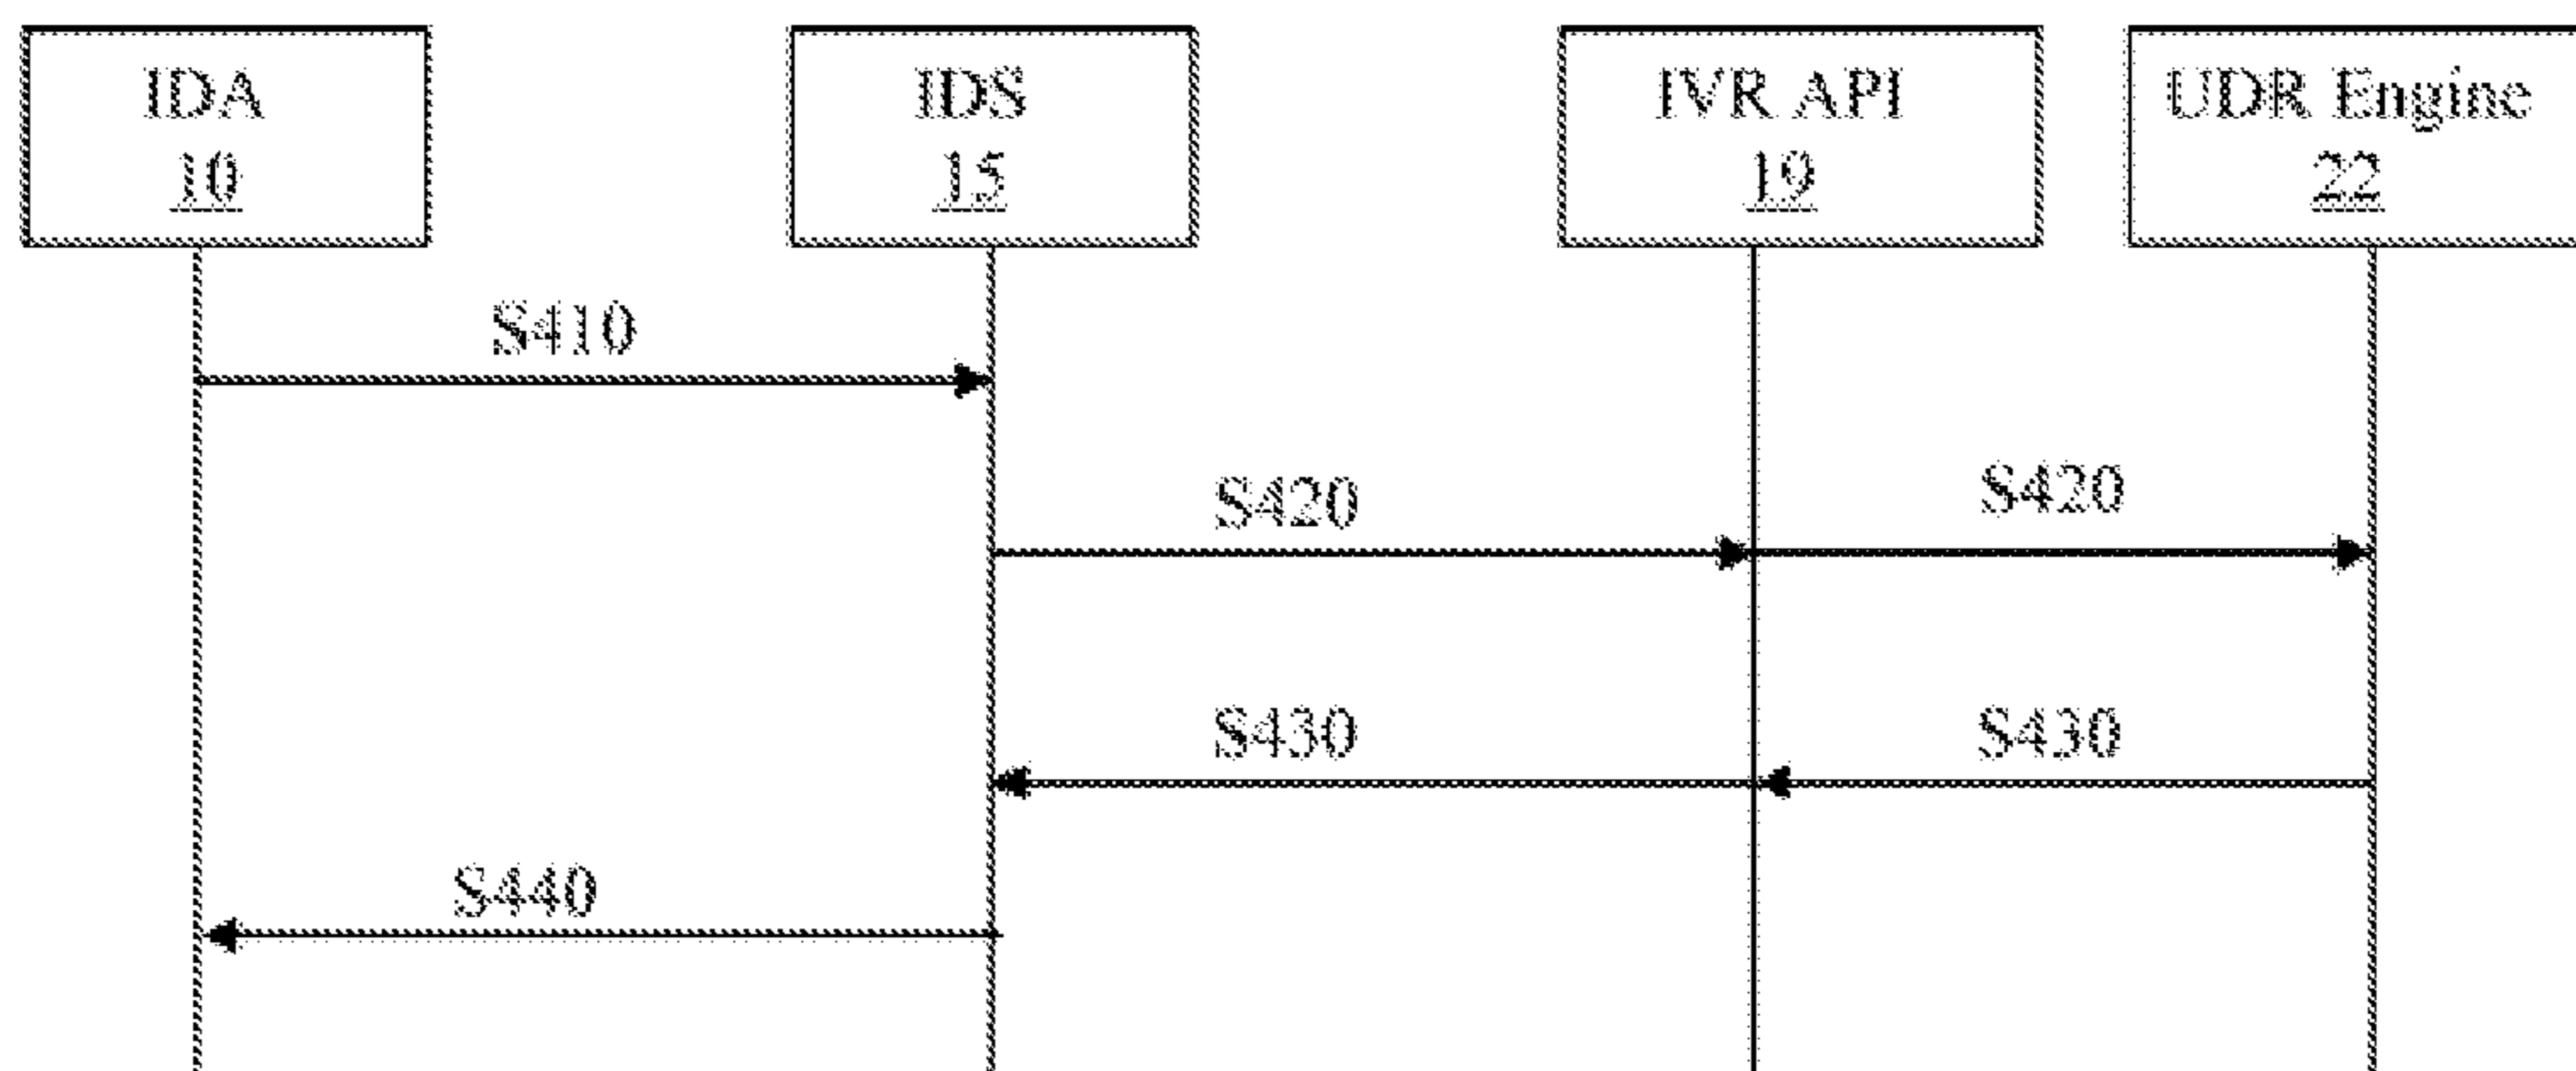 IDA
10
IDS
15
IVR API
19
UDR Engine
22
S410
S420
S420
S430
S430
S440